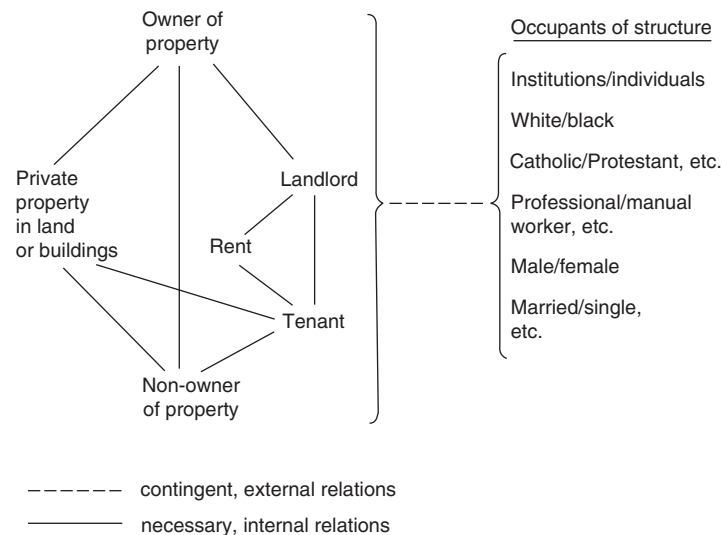 Owner of
property
Private
property
in land
or buildings
Landlord
Rent
Tenant
Non-owner
of property
Occupants of structure
Institutions/individuals
White/black
Catholic/Protestant, etc.
Professional/manual
worker, etc.
Male/female
Married/single,
etc.
contingent, external relations
necessary, internal relations